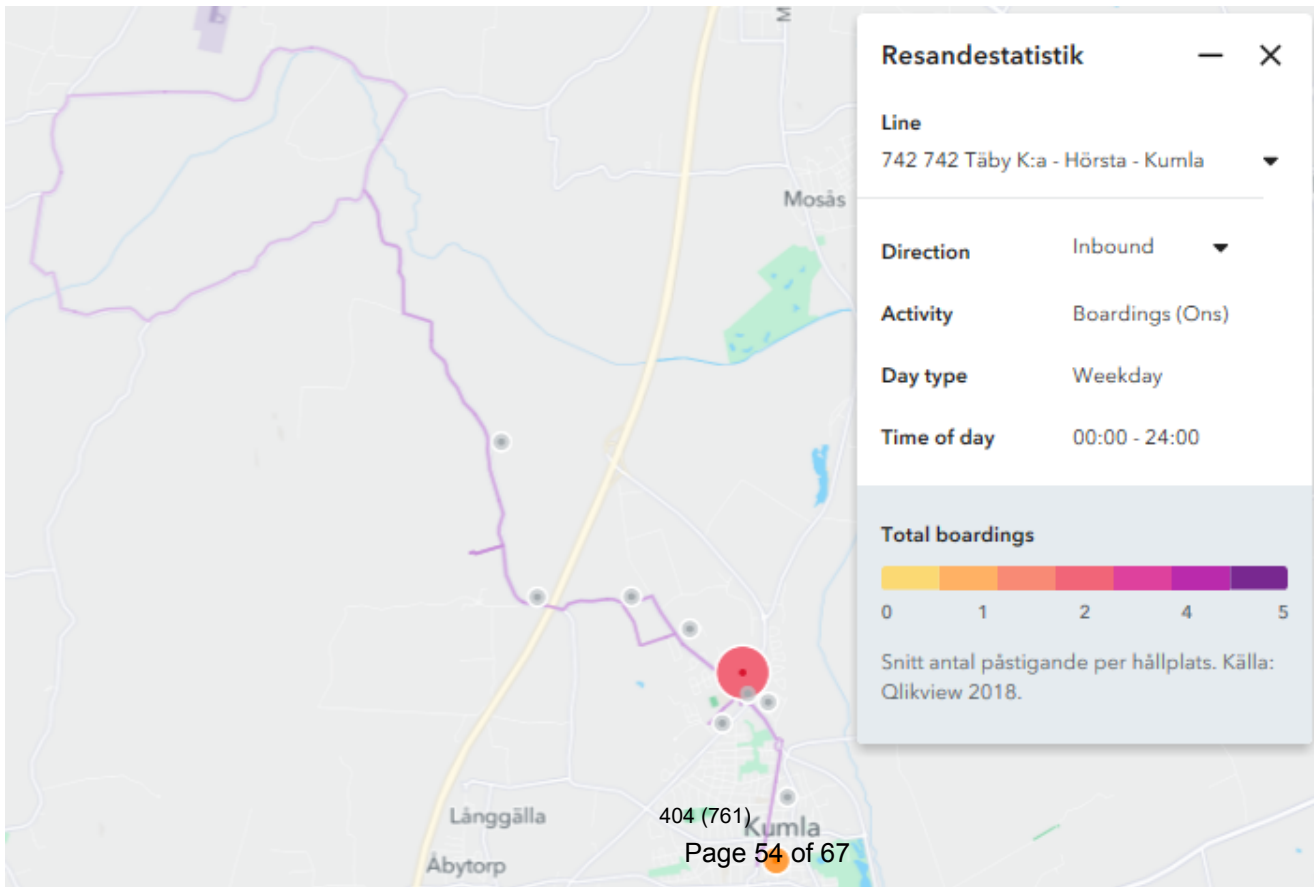 M
Mosås
Långgälla
Åbytorp
Kumla
404 (761)
Page 54 of 67
Resandestatistik
Line
742 742 Täby K:a - Hörsta - Kumla
Direction Inbound
Activity Boardings (Ons)
Day type Weekday
Time of day 00:00 - 24:00
Total boardings
0 1 2 4 5
Snitt antal påstigande per hållplats. Källa:
Qlikview 2018.